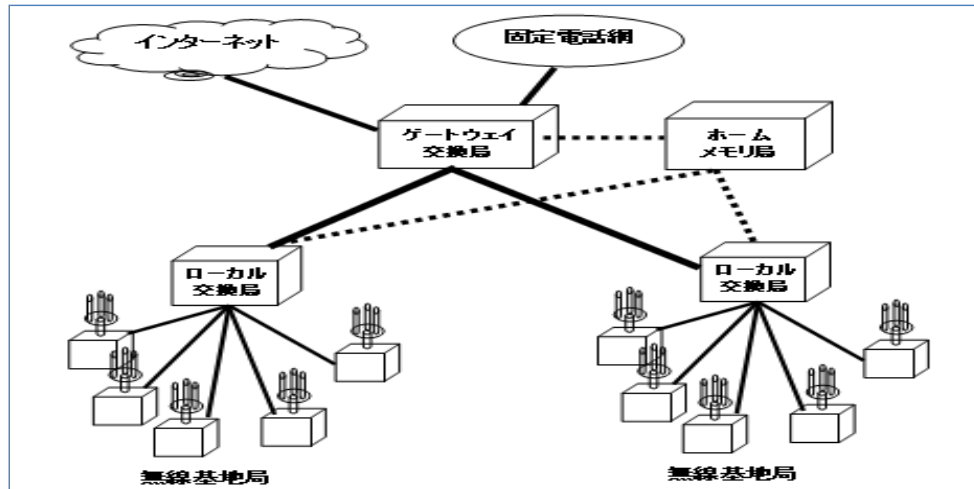 インターネット
固定電話網
ゲートウェイ
交換局
ホーム
メモリ局
ローカル
交換局
ローカル
交換局
無線基地局
無線基地局